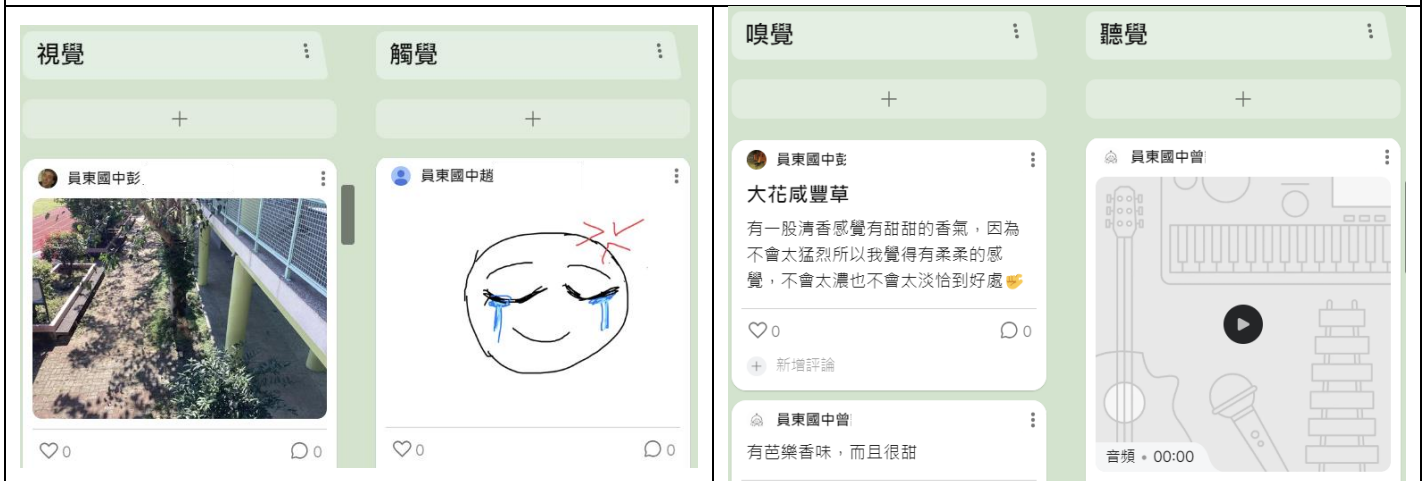 視覺
觸覺
+
+
員東國中彭
員東國中趙
0
0
0
0
嗅覺
聽覺
+
+
員東國中彭
大花咸豐草
有一股清香感覺有甜甜的香氣，因為
不會太猛烈所以我覺得有柔柔的感
覺，不會太濃也不會太淡恰到好處
0
0
+ 新增評論
員東國中曾
有芭樂香味，而且很甜
員東國中曾
音頻 • 00:00